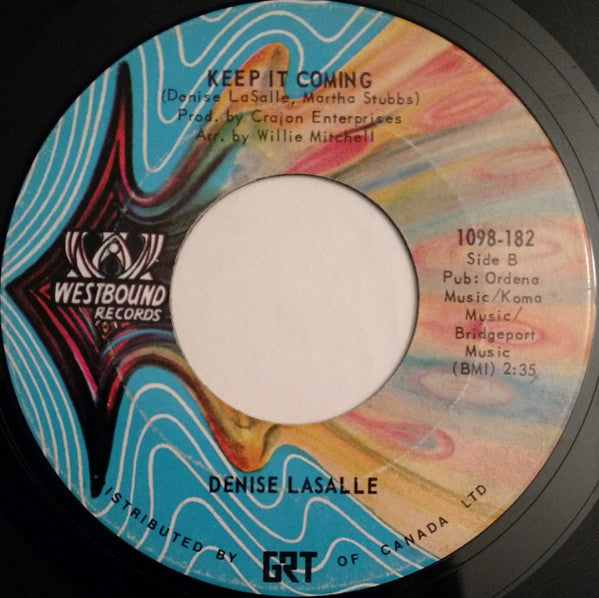 KEEP IT COMING
(Denise LaSalle, Martha Stubbs)
Prod. by Crajon Enterprises
Arr. by Willie Mitchell
WESTBOUND
RECORDS
1098-182
Side B
Pub: Ordena
Music/Koma
Music/
Bridgeport
Music
(BMI) 2:35
DENISE LASALLE
DISTRIBUTED BY GRT OF CANADA LTD